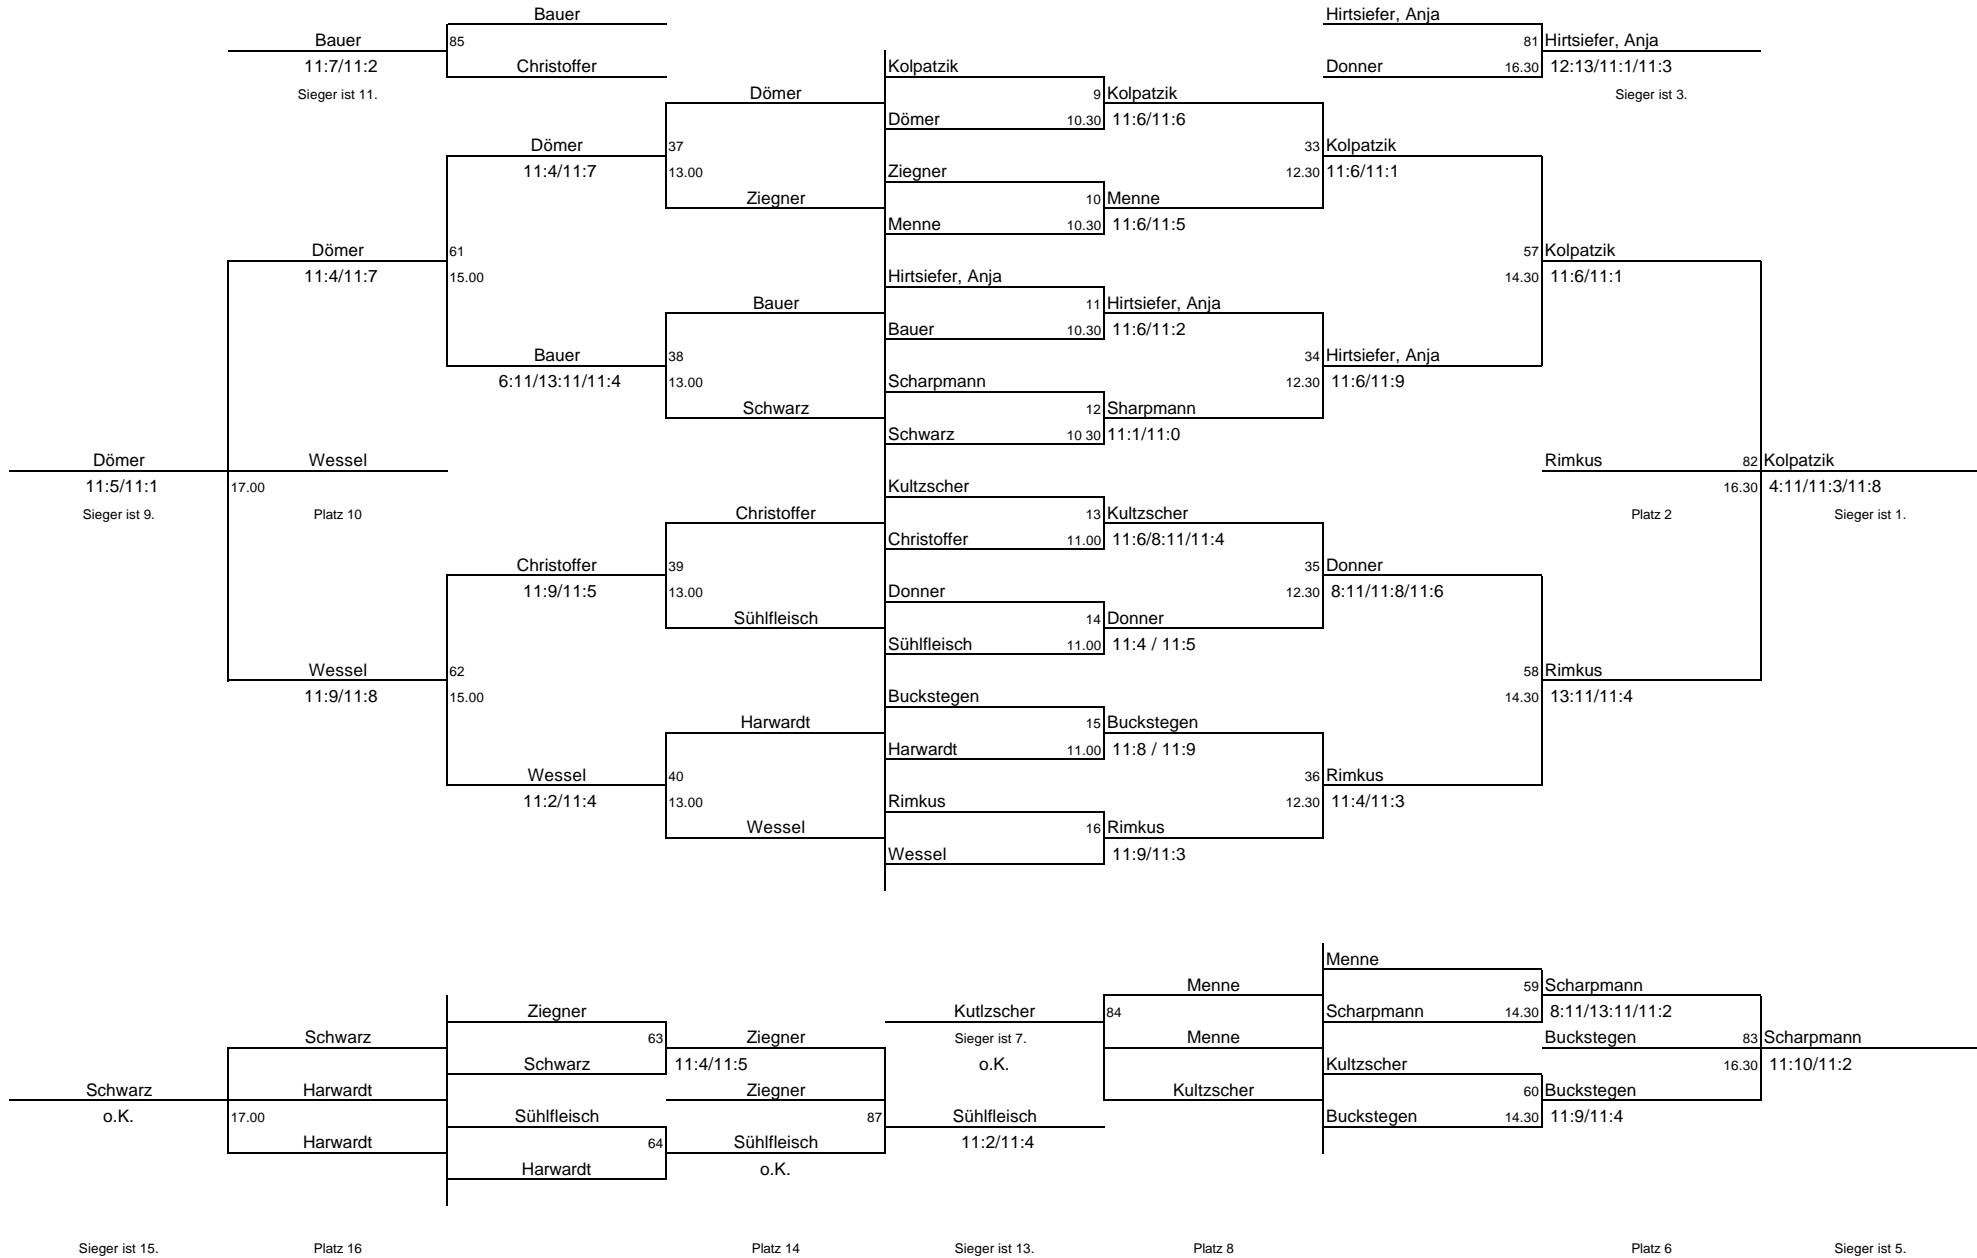 Bauer Hirtsiefer, Anja
Bauer 85 81 Hirtsiefer, Anja
11:7/11:2 Christoffer Kolpatzik Donner 16.30 12:13/11:1/11:3
Sieger ist 11. Dömer 9 Kolpatzik Sieger ist 3.
Dömer 10.30 11:6/11:6
Dömer 37 33 Kolpatzik
11:4/11:7 13.00 Ziegner 12.30 11:6/11:1
Ziegner 10 Menne
Menne 10.30 11:6/11:5
Dömer 61 57 Kolpatzik
11:4/11:7 15.00 Hirtsiefer, Anja 14.30 11:6/11:1
Bauer 11 Hirtsiefer, Anja
Bauer 10.30 11:6/11:2
Bauer 38 34 Hirtsiefer, Anja
6:11/13:11/11:4 13.00 Scharpmann 12.30 11:6/11:9
Schwarz 12 Sharpmann
Schwarz 10 30 11:1/11:0
Dömer Wessel Rimkus 82 Kolpatzik
11:5/11:1 17.00 Kultzscher 16.30 4:11/11:3/11:8
Sieger ist 9. Platz 10 Christoffer 13 Kultzscher Platz 2 Sieger ist 1.
Christoffer 11.00 11:6/8:11/11:4
Christoffer 39 35 Donner
11:9/11:5 13.00 Donner 12.30 8:11/11:8/11:6
Sühlfleisch 14 Donner
Sühlfleisch 11.00 11:4 / 11:5
Wessel 62 58 Rimkus
11:9/11:8 15.00 Buckstegen 14.30 13:11/11:4
Harwardt 15 Buckstegen
Harwardt 11.00 11:8 / 11:9
Wessel 40 36 Rimkus
11:2/11:4 13.00 Rimkus 12.30 11:4/11:3
Wessel 16 Rimkus
Wessel 11:9/11:3
Menne
Menne 59 Scharpmann
Ziegner Kutlzscher 84 Scharpmann 14.30 8:11/13:11/11:2
Schwarz 63 Ziegner Sieger ist 7. Menne Buckstegen 83 Scharpmann
Schwarz 11:4/11:5 o.K. Kultzscher 16.30 11:10/11:2
Schwarz Harwardt Ziegner Kultzscher 60 Buckstegen
o.K. 17.00 Sühlfleisch 87 Sühlfleisch Buckstegen 14.30 11:9/11:4
Harwardt 64 Sühlfleisch 11:2/11:4
Harwardt o.K.
Sieger ist 15. Platz 16 Platz 14 Sieger ist 13. Platz 8 Platz 6 Sieger ist 5.